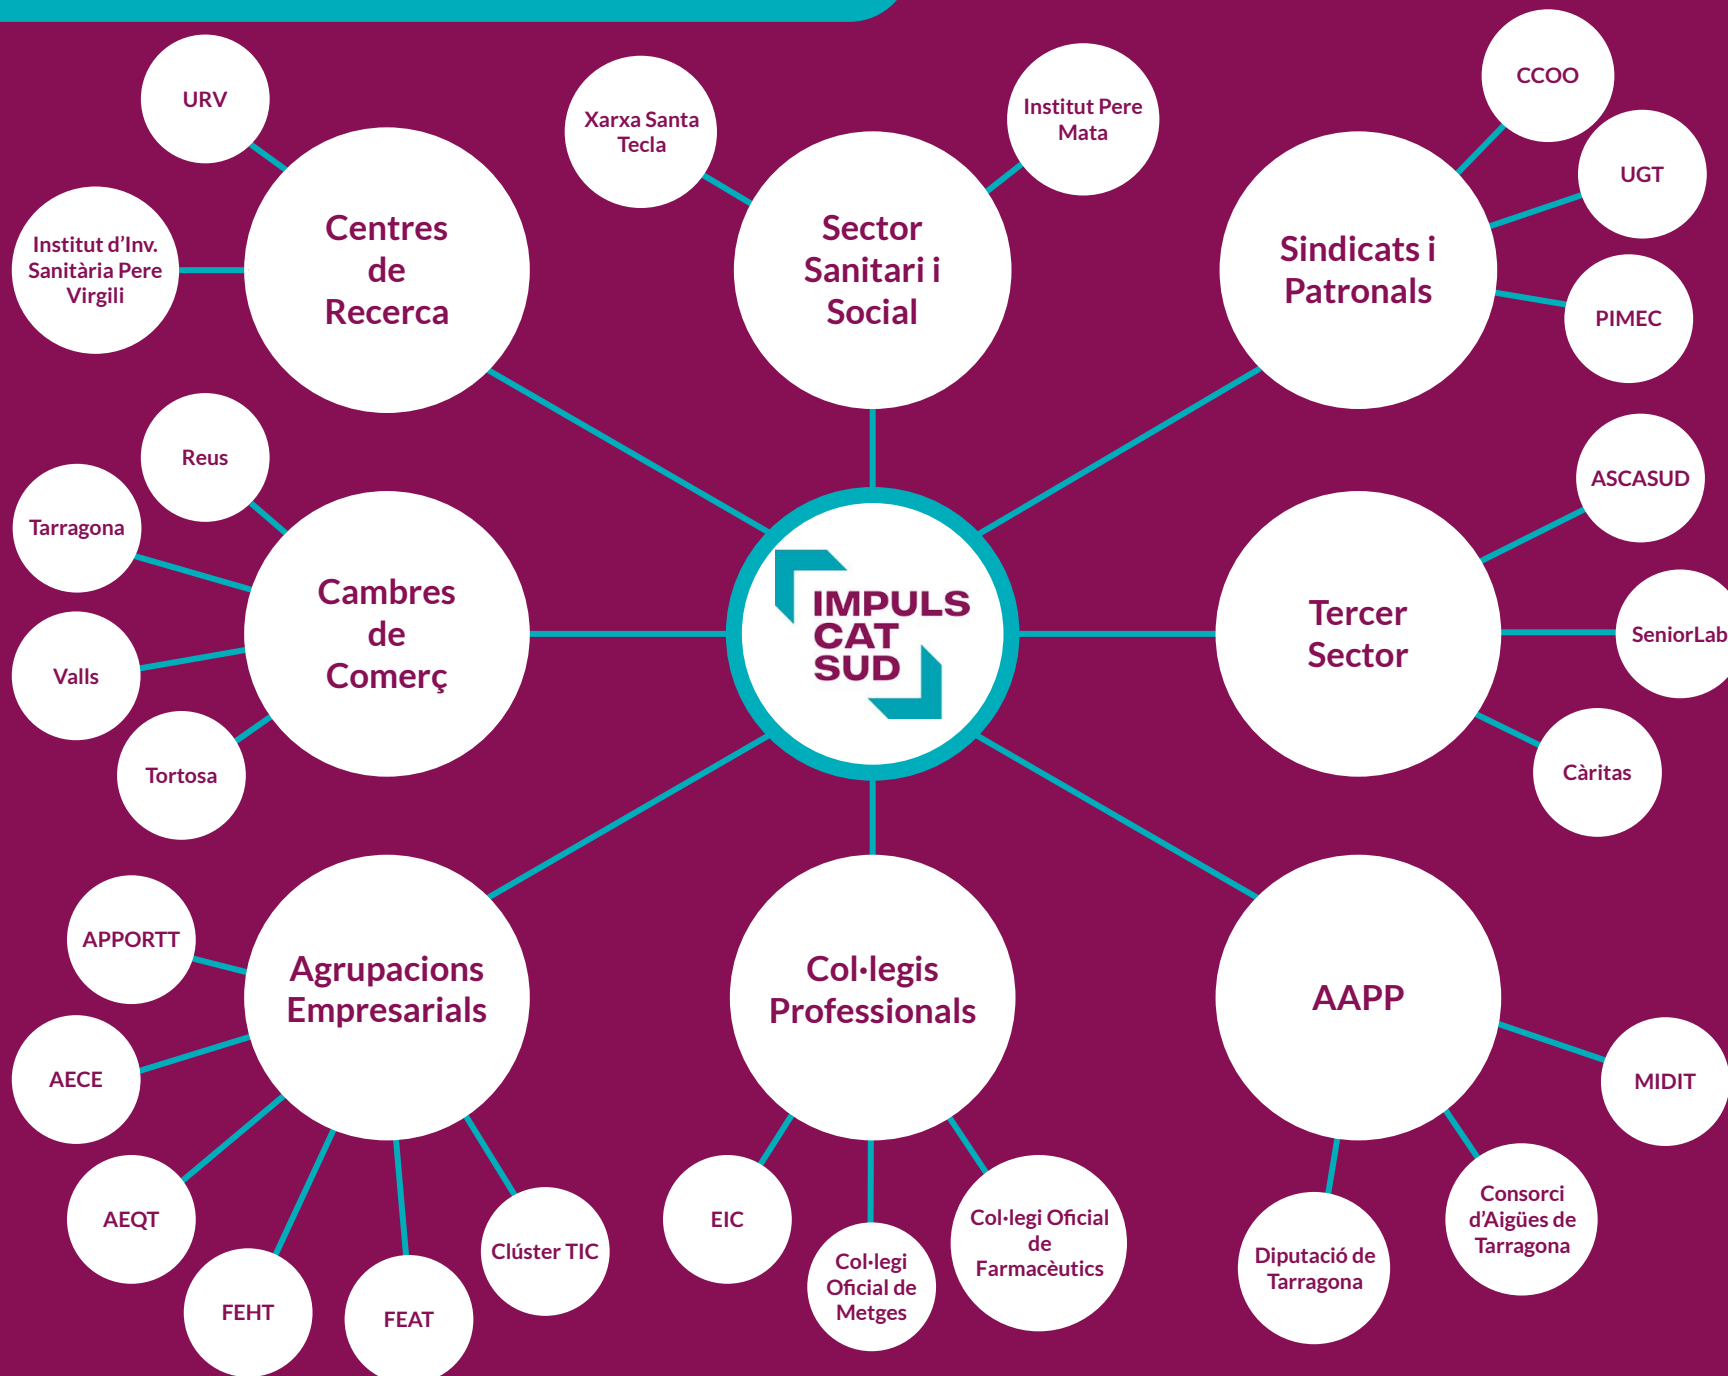 URV
Institut d’Inv.
Sanitària Pere
Virgili
Centres
de
Recerca
Xarxa Santa
Tecla
Institut Pere
Mata
Sector
Sanitari i
Social
CCOO
UGT
PIMEC
Sindicats i
Patronals
Reus
Tarragona
Valls
Tortosa
Cambres
de
Comerç
IMPULS
CAT
SUD
Tercer
Sector
ASCASUD
SeniorLab
Càritas
Agrupacions
Empresarials
APPORTT
AECE
AEQT
FEHT
FEAT
Clúster TIC
Col·legis
Professionals
EIC
Col·legi
Oficial de
Metges
Col·legi Oficial
de
Farmacèutics
AAPP
MIDIT
Consorci
d’Aigües de
Tarragona
Diputació de
Tarragona